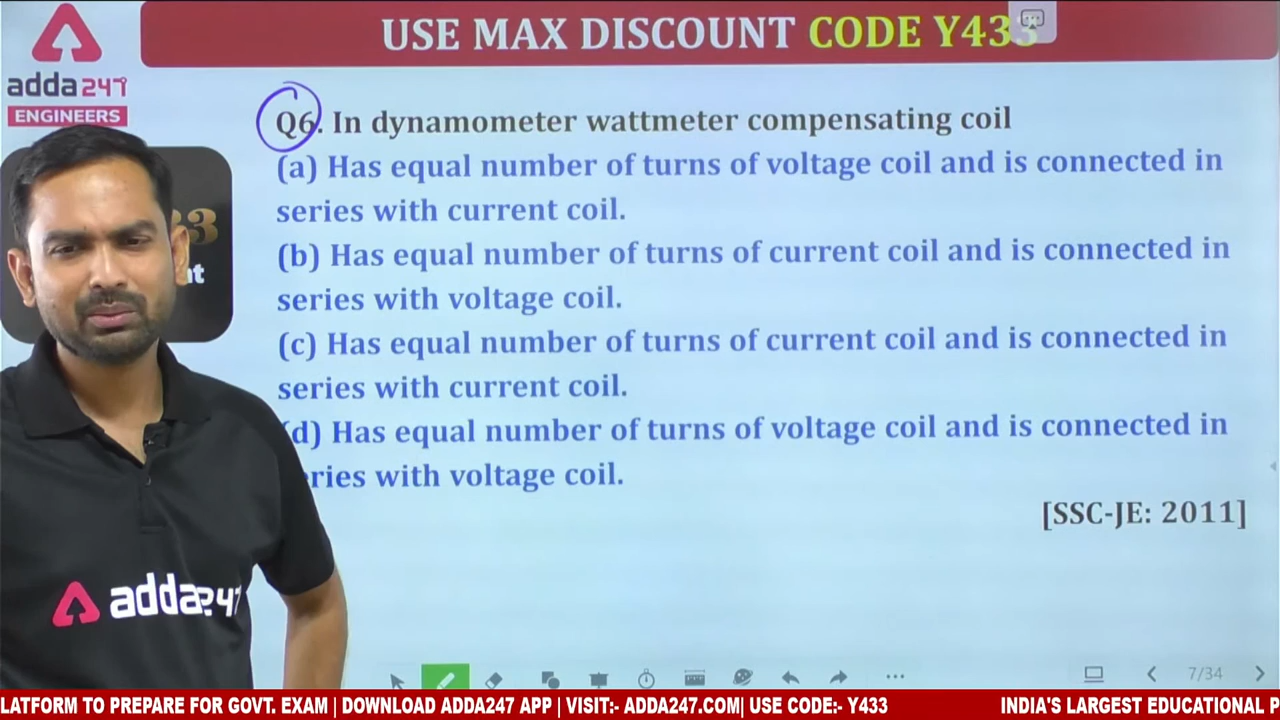 USE MAX DISCOUNT CODE Y433
adda247
ENGINEERS
Q6. In dynamometer wattmeter compensating coil
(a) Has equal number of turns of voltage coil and is connected in
series with current coil.
(b) Has equal number of turns of current coil and is connected in
series with voltage coil.
(c) Has equal number of turns of current coil and is connected in
series with current coil.
(d) Has equal number of turns of voltage coil and is connected in
series with voltage coil.
[SSC-JE: 2011]
adda247
7/34
LATFORM TO PREPARE FOR GOVT. EXAM | DOWNLOAD ADDA247 APP | VISIT:- ADDA247.COM| USE CODE:- Y433
INDIA'S LARGEST EDUCATIONAL P